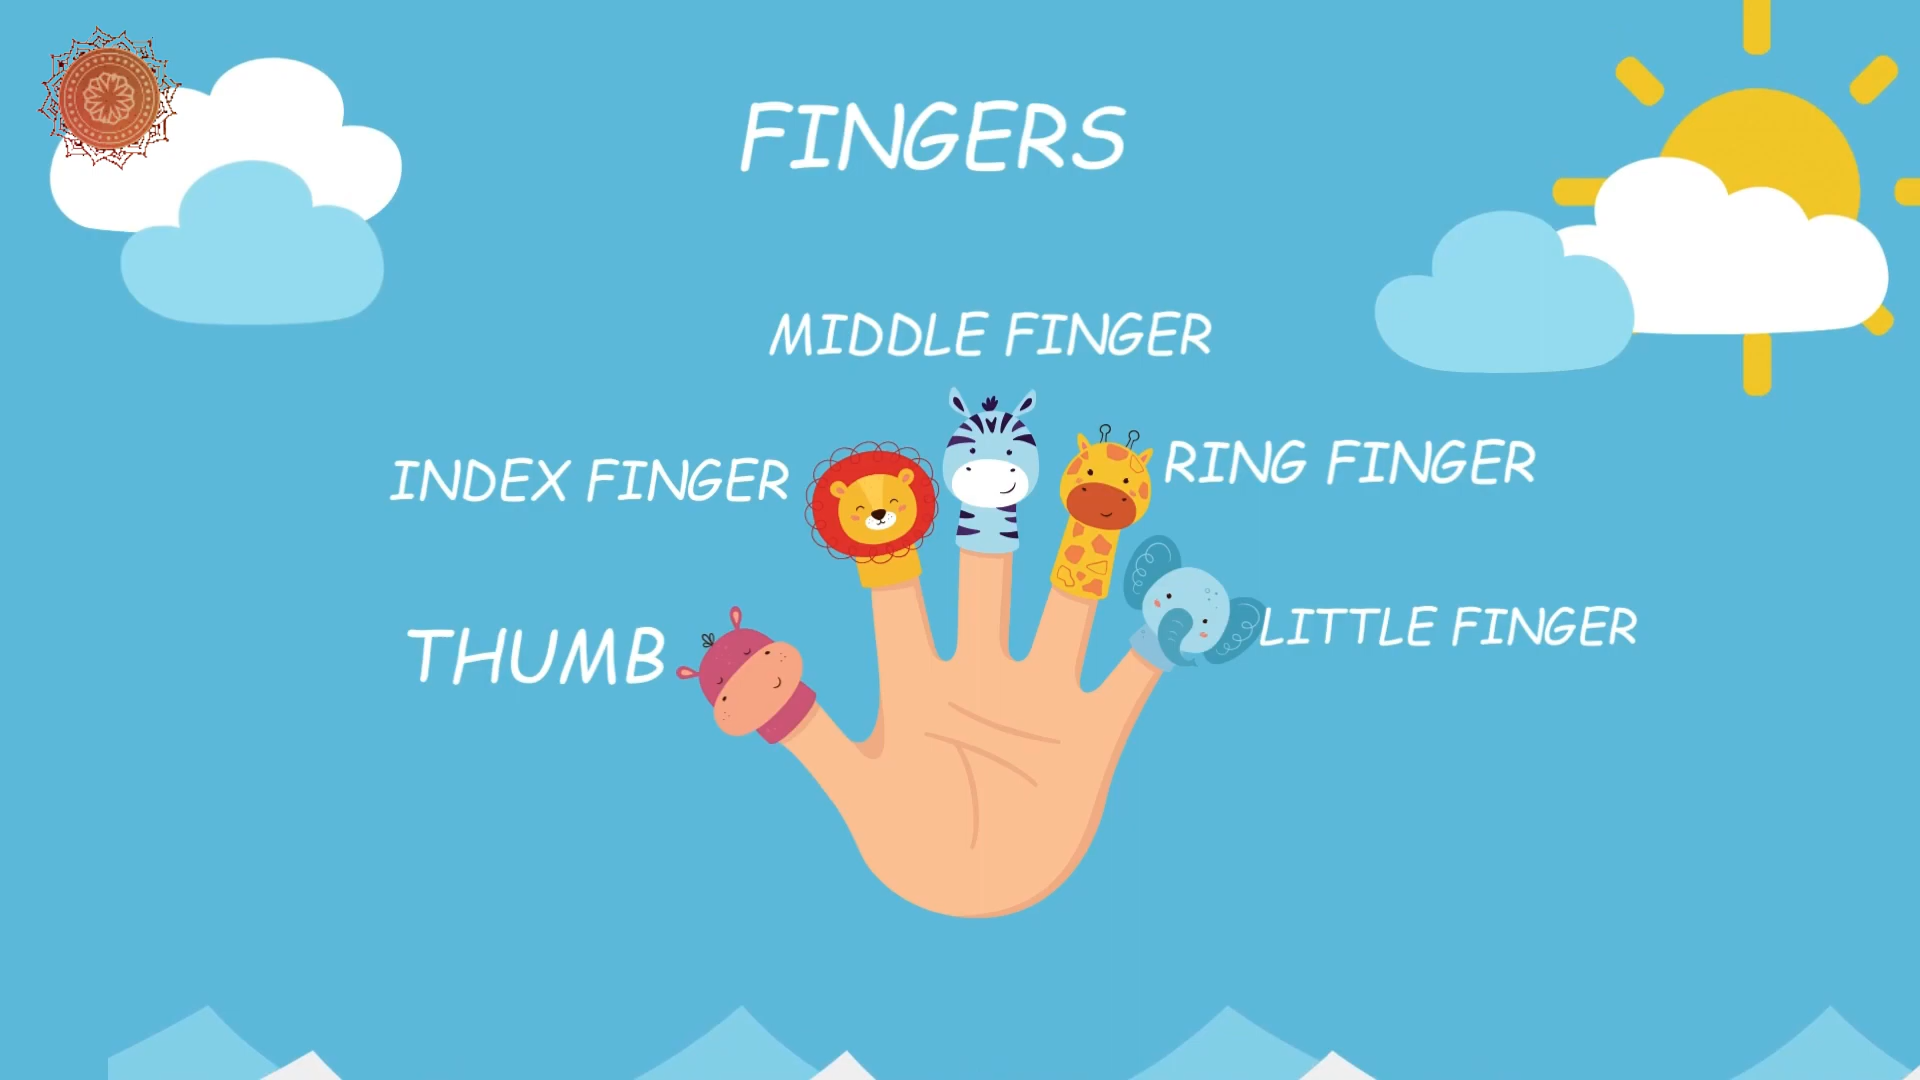 FINGERS
MIDDLE FINGER
INDEX FINGER
RING FINGER
THUMB
LITTLE FINGER